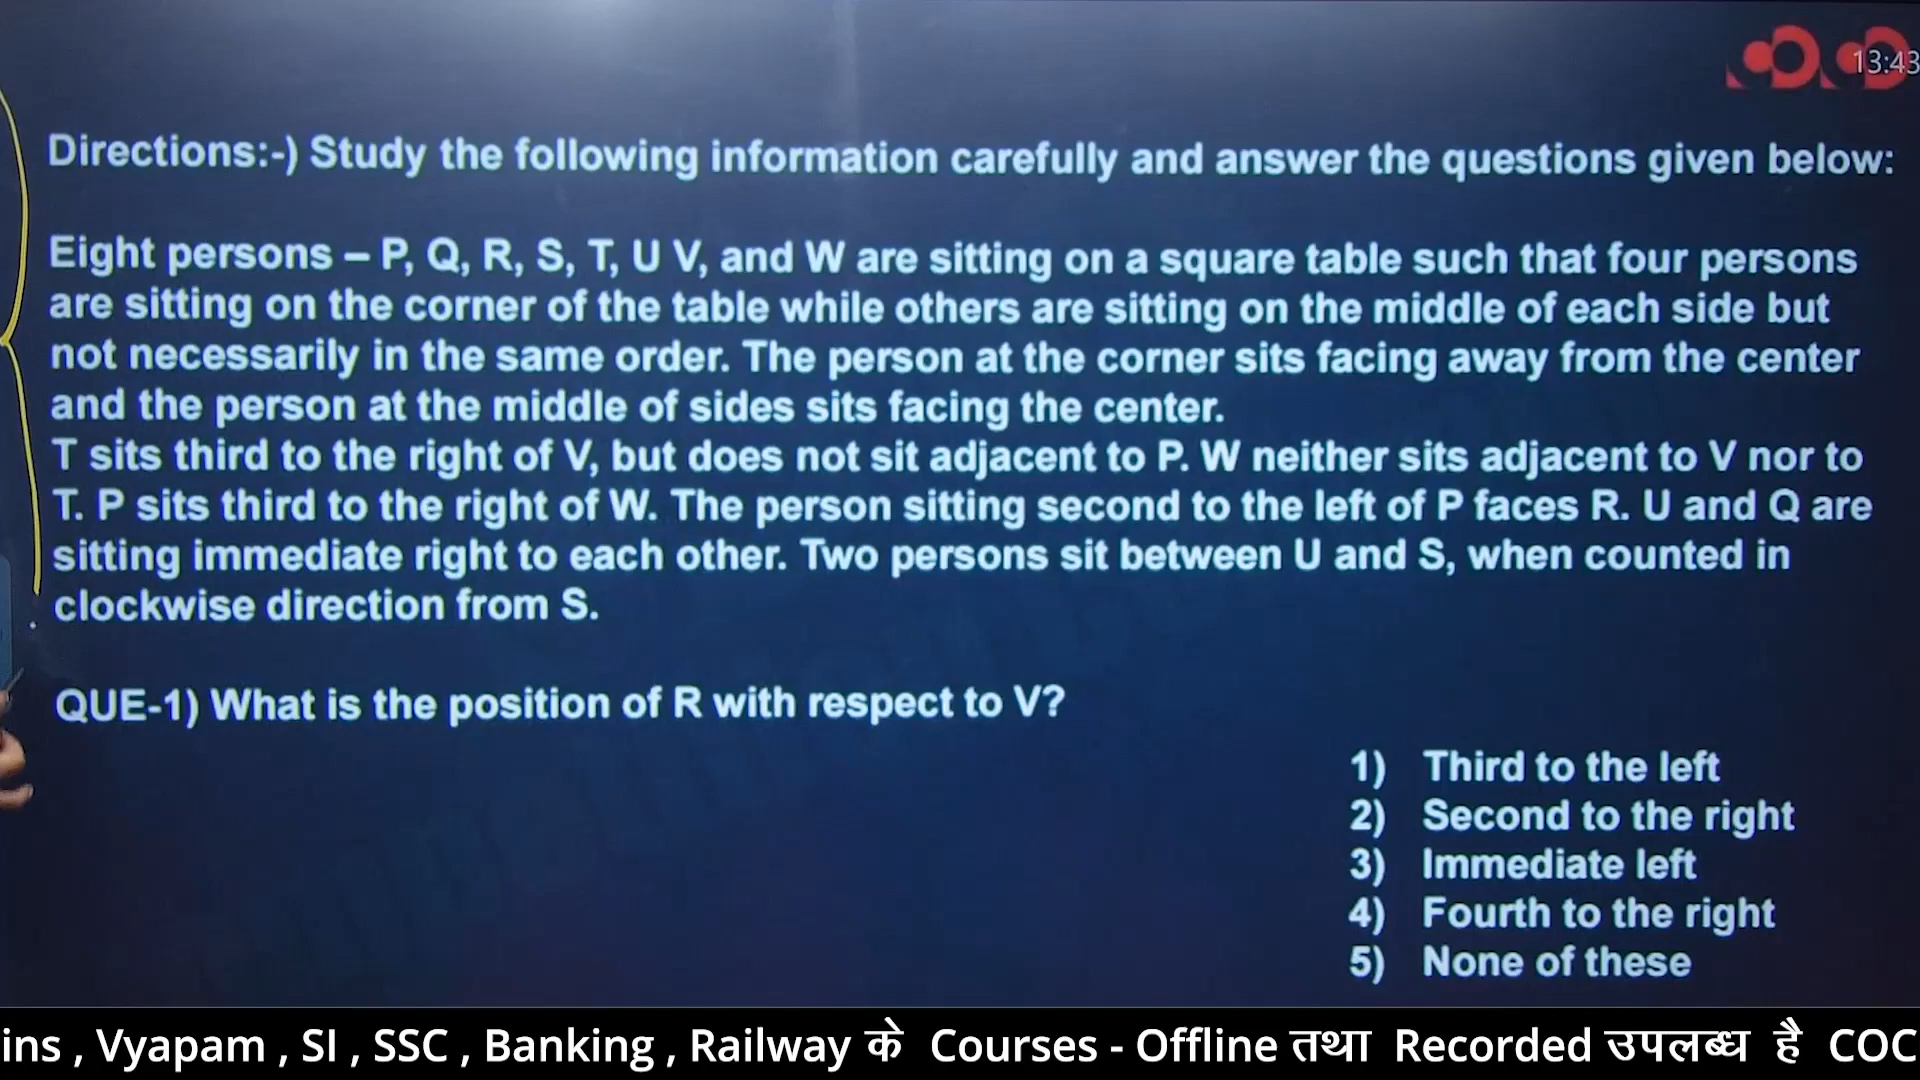 13:43
Directions:-) Study the following information carefully and answer the questions given below:
Eight persons – P, Q, R, S, T, U V, and W are sitting on a square table such that four persons
are sitting on the corner of the table while others are sitting on the middle of each side but
not necessarily in the same order. The person at the corner sits facing away from the center
and the person at the middle of sides sits facing the center.
T sits third to the right of V, but does not sit adjacent to P. W neither sits adjacent to V nor to
T. P sits third to the right of W. The person sitting second to the left of P faces R. U and Q are
sitting immediate right to each other. Two persons sit between U and S, when counted in
clockwise direction from S.
QUE-1) What is the position of R with respect to V?
1) Third to the left
2) Second to the right
3) Immediate left
4) Fourth to the right
5) None of these
ins , Vyapam , SI , SSC , Banking , Railway के Courses - Offline तथा Recorded उपलब्ध है COC